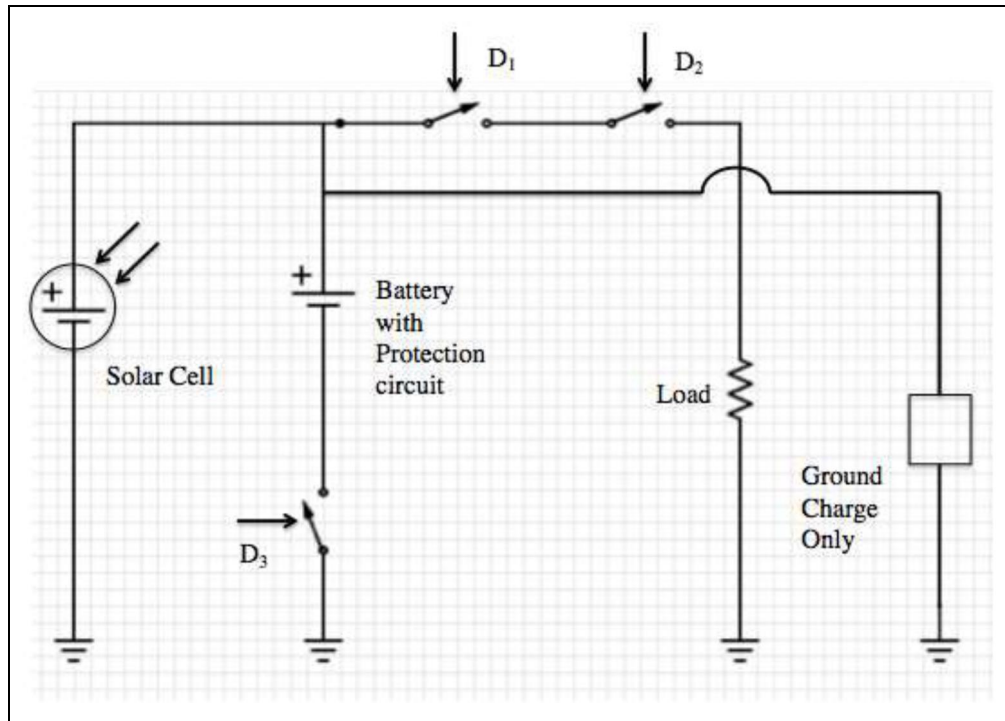 D₁
D₂
+
+
Battery
with
Protection
circuit
Solar Cell
Load
Ground
Charge
Only
D₃